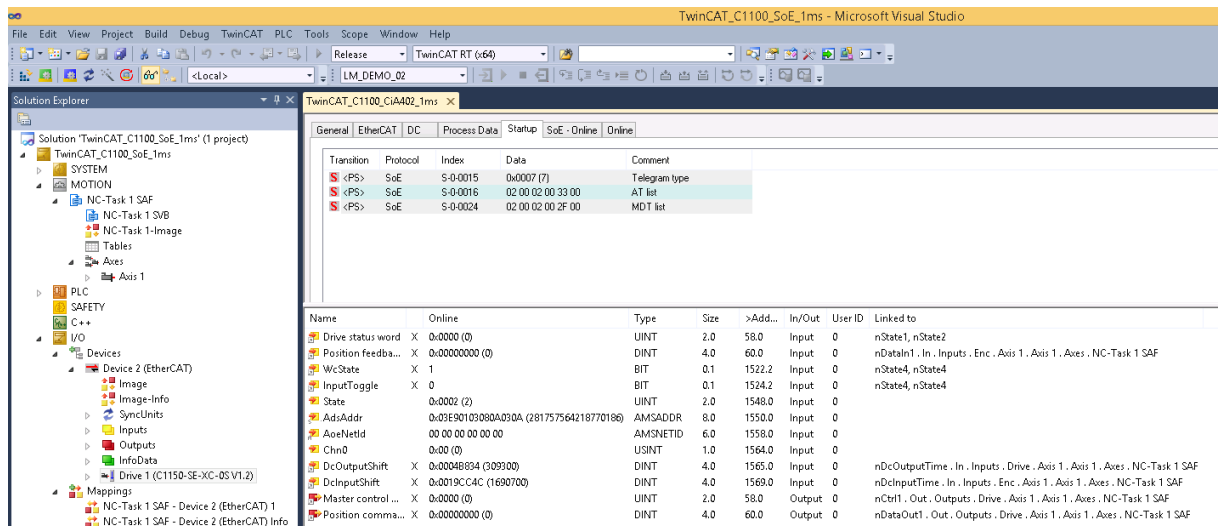 TwinCAT_C1100_SoE_1ms - Microsoft Visual Studio
File Edit View Project Build Debug TwinCAT PLC Tools Scope Window Help
Release TwinCAT RT (x64)
<Local> LM_DEMO_02
Solution Explorer
Solution 'TwinCAT_C1100_SoE_1ms' (1 project)
TwinCAT_C1100_SoE_1ms
SYSTEM
MOTION
NC-Task 1 SAF
NC-Task 1 SVB
NC-Task 1-Image
Tables
Axes
Axis 1
PLC
SAFETY
C++
I/O
Devices
Device 2 (EtherCAT)
Image
Image-Info
SyncUnits
Inputs
Outputs
InfoData
Drive 1 (C1150-SE-XC-0S V1.2)
Mappings
NC-Task 1 SAF - Device 2 (EtherCAT) 1
NC-Task 1 SAF - Device 2 (EtherCAT) Info
TwinCAT_C1100_CiA402_1ms
General EtherCAT DC Process Data Startup SoE - Online Online
Transition Protocol Index Data Comment
S <PS> SoE S-0-0015 0x0007 (7) Telegram type
S <PS> SoE S-0-0016 02 00 02 00 33 00 AT list
S <PS> SoE S-0-0024 02 00 02 00 2F 00 MDT list
Name Online Type Size >Add... In/Out User ID Linked to
Drive status word X 0x0000 (0) UINT 2.0 58.0 Input 0 nState1, nState2
Position feedba... X 0x00000000 (0) DINT 4.0 60.0 Input 0 nDataIn1 . In . Inputs . Enc . Axis 1 . Axis 1 . Axes . NC-Task 1 SAF
WcState X 1 BIT 0.1 1522.2 Input 0 nState4, nState4
InputToggle X 0 BIT 0.1 1524.2 Input 0 nState4, nState4
State 0x0002 (2) UINT 2.0 1548.0 Input 0
AdsAddr 0x03E90103080A030A (281757564218770186) AMSADDR 8.0 1550.0 Input 0
AoeNetId 00 00 00 00 00 00 AMSNETID 6.0 1558.0 Input 0
Chn0 0x00 (0) USINT 1.0 1564.0 Input 0
DcOutputShift X 0x0004B834 (309300) DINT 4.0 1565.0 Input 0 nDcOutputTime . In . Inputs . Drive . Axis 1 . Axis 1 . Axes . NC-Task 1 SAF
DcInputShift X 0x0019CC4C (1690700) DINT 4.0 1569.0 Input 0 nDcInputTime . In . Inputs . Enc . Axis 1 . Axis 1 . Axes . NC-Task 1 SAF
Master control ... X 0x0000 (0) UINT 2.0 58.0 Output 0 nCtrl1 . Out . Outputs . Drive . Axis 1 . Axis 1 . Axes . NC-Task 1 SAF
Position comma... X 0x00000000 (0) DINT 4.0 60.0 Output 0 nDataOut1 . Out . Outputs . Drive . Axis 1 . Axis 1 . Axes . NC-Task 1 SAF